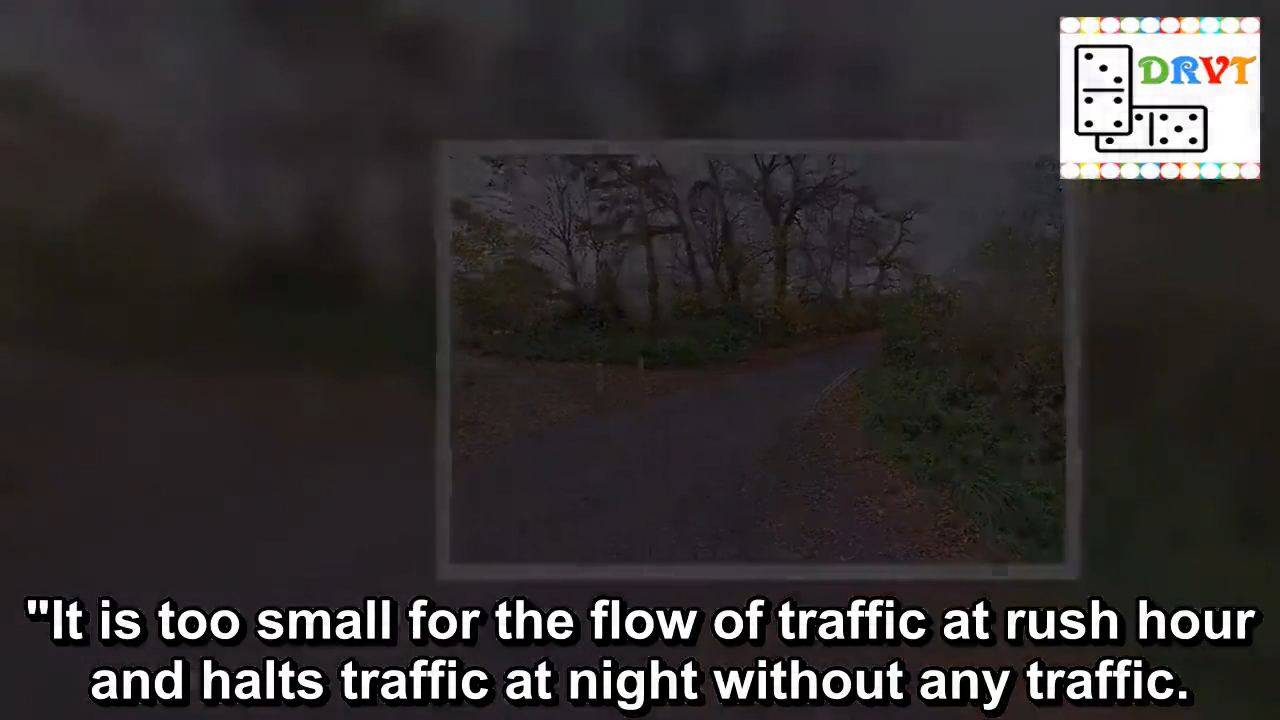 DRVT
"It is too small for the flow of traffic at rush hour
and halts traffic at night without any traffic.